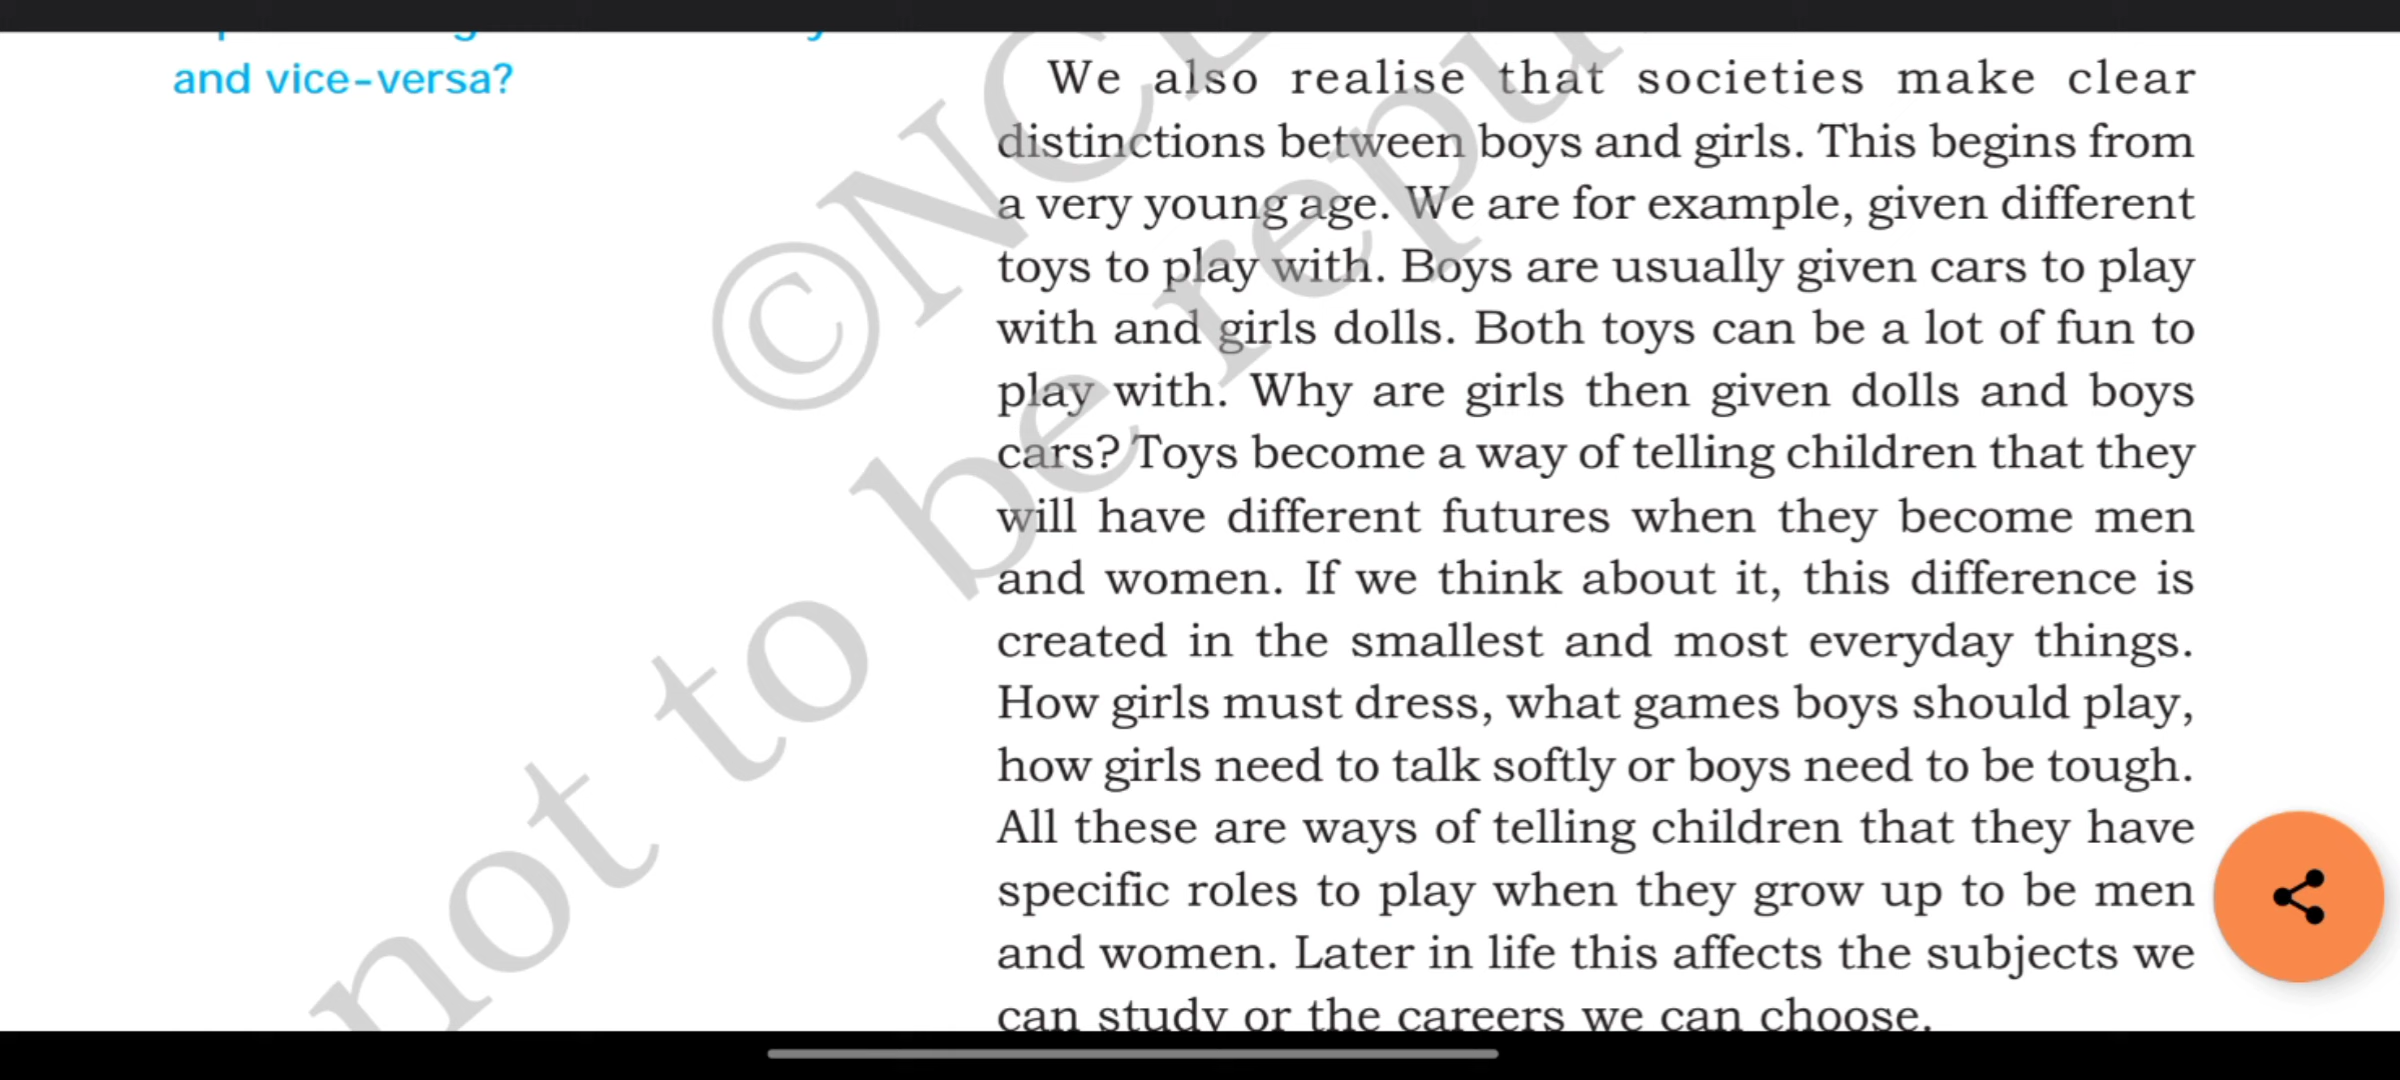 and vice-versa?
We also realise that societies make clear
distinctions between boys and girls. This begins from
a very young age. We are for example, given different
toys to play with. Boys are usually given cars to play
with and girls dolls. Both toys can be a lot of fun to
play with. Why are girls then given dolls and boys
cars? Toys become a way of telling children that they
will have different futures when they become men
and women. If we think about it, this difference is
created in the smallest and most everyday things.
How girls must dress, what games boys should play,
how girls need to talk softly or boys need to be tough.
All these are ways of telling children that they have
specific roles to play when they grow up to be men
and women. Later in life this affects the subjects we
can study or the careers we can choose.
©NCE
not to be repu